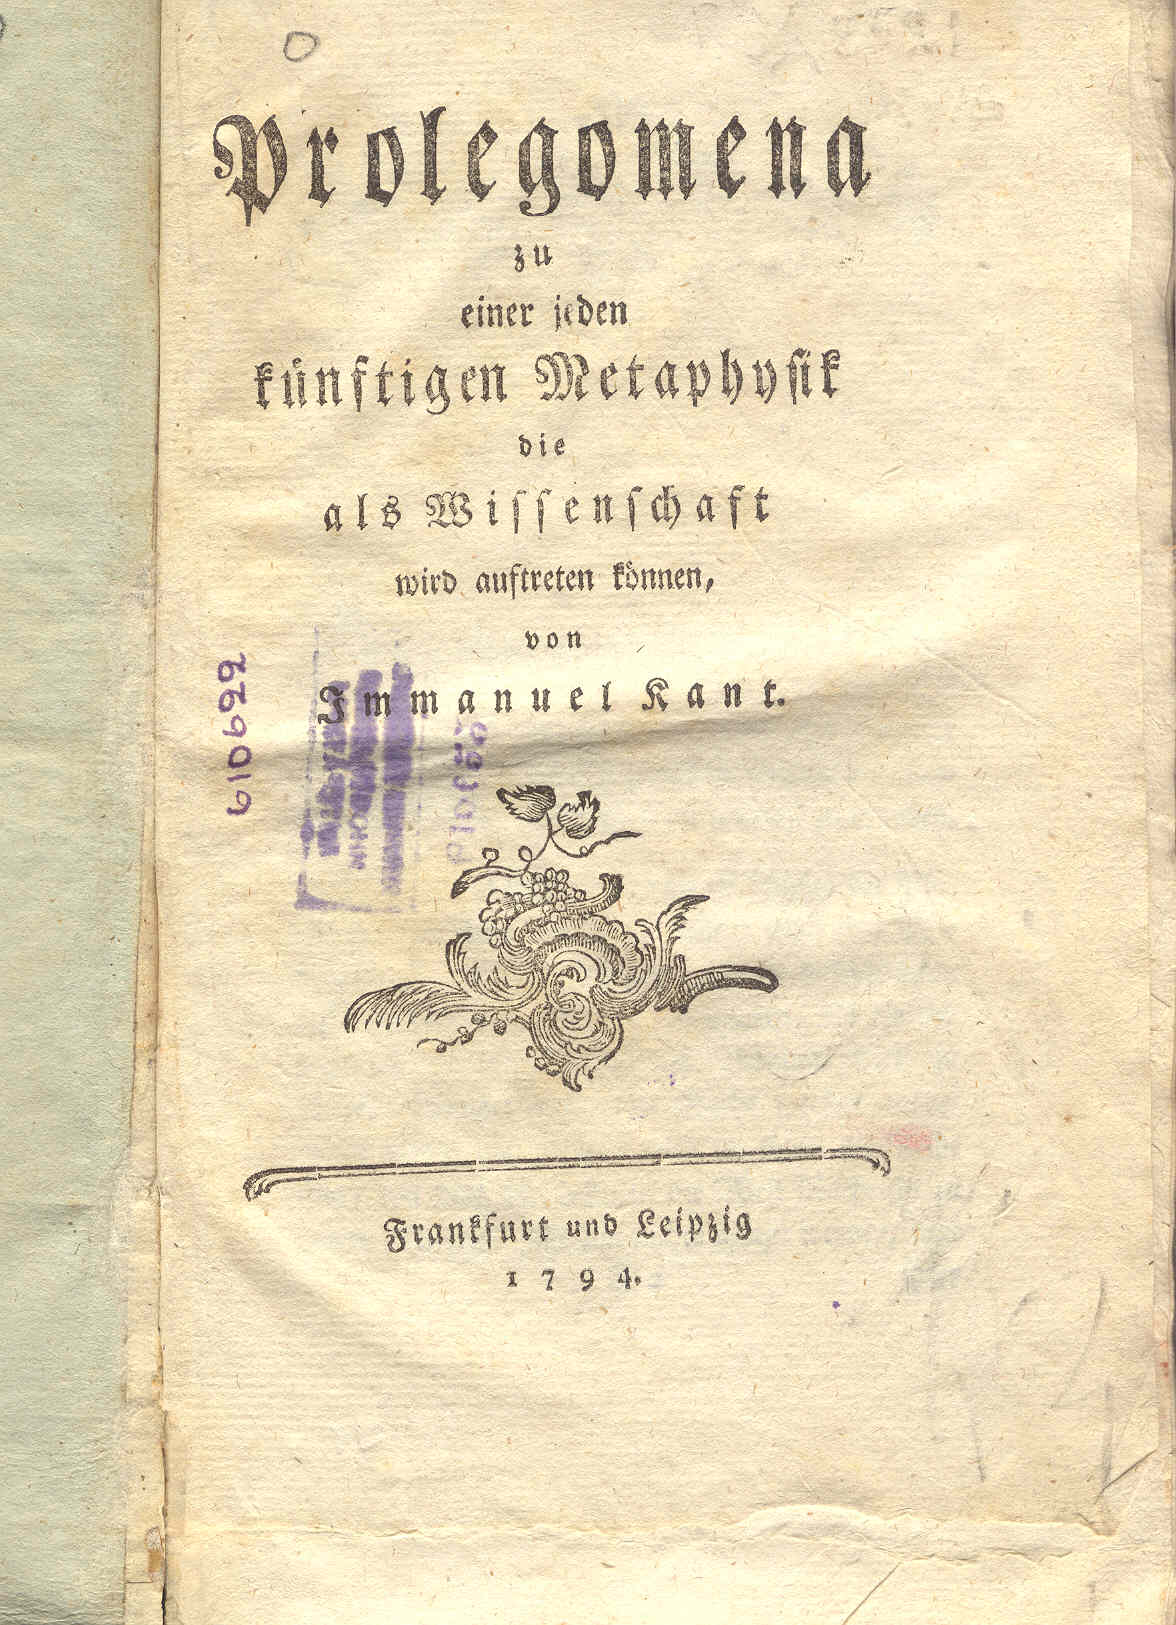 Prolegomena
zu
einer jeden
künftigen Metaphyſik
die
als Wiſſenſchaft
wird auftreten können,
von
Immanuel Kant.
610622
Frankfurt und Leipzig
1794.